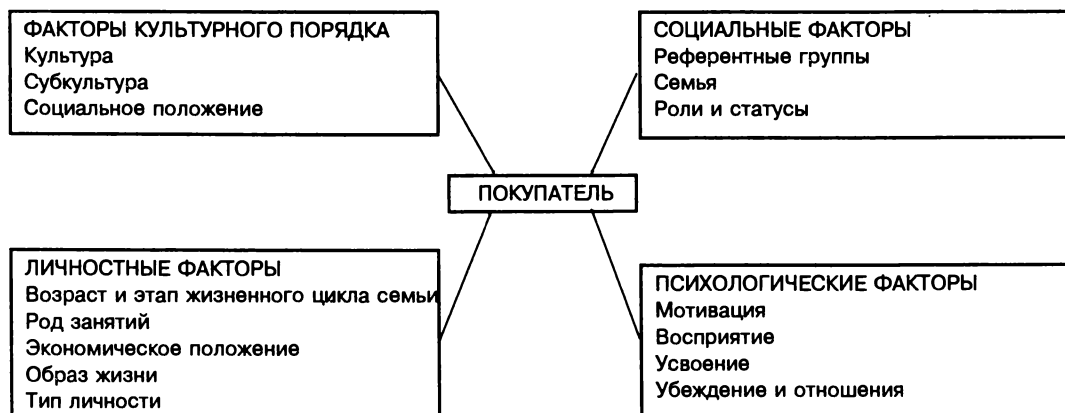 ФАКТОРЫ КУЛЬТУРНОГО ПОРЯДКА
Культура
Субкультура
Социальное положение
СОЦИАЛЬНЫЕ ФАКТОРЫ
Референтные группы
Семья
Роли и статусы
ПОКУПАТЕЛЬ
ЛИЧНОСТНЫЕ ФАКТОРЫ
Возраст и этап жизненного цикла семьи
Род занятий
Экономическое положение
Образ жизни
Тип личности
ПСИХОЛОГИЧЕСКИЕ ФАКТОРЫ
Мотивация
Восприятие
Усвоение
Убеждение и отношения